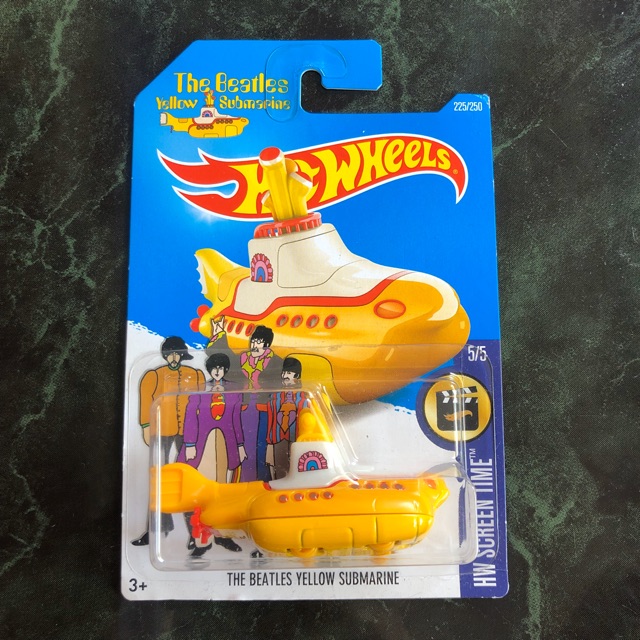 The Beatles
Yellow Submarine
225/250
HOT WHEELS
5/5
HW SCREEN TIME™
3+
THE BEATLES YELLOW SUBMARINE